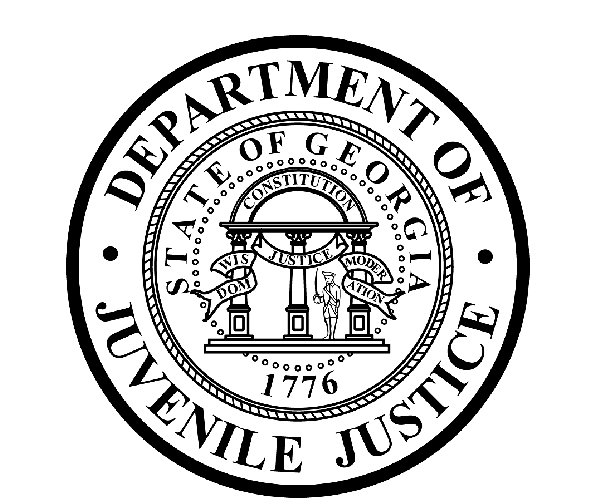 DEPARTMENT OF
JUVENILE JUSTICE
STATE OF GEORGIA
CONSTITUTION
WIS
DOM
JUSTICE
MODER
ATION
1776